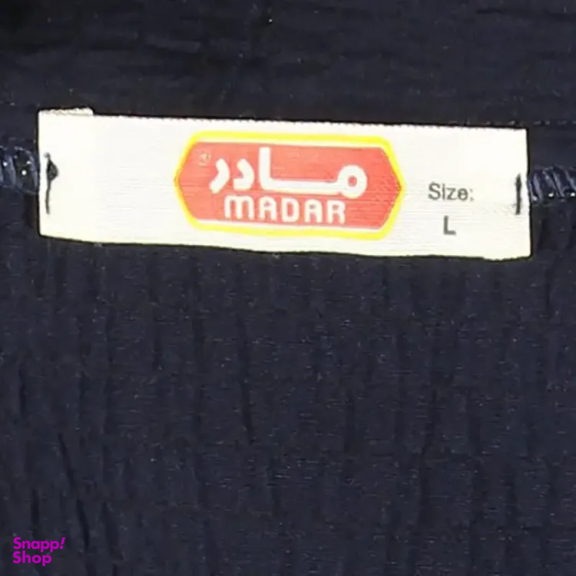 مادر
MADAR
Size:
L
Snapp!
Shop